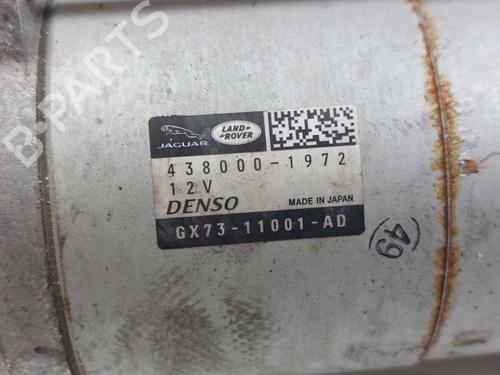 B-PARTS
JAGUAR
LAND-
-ROVER
438000-1972
12V
DENSO
MADE IN JAPAN
GX73-11001-AD
(49)